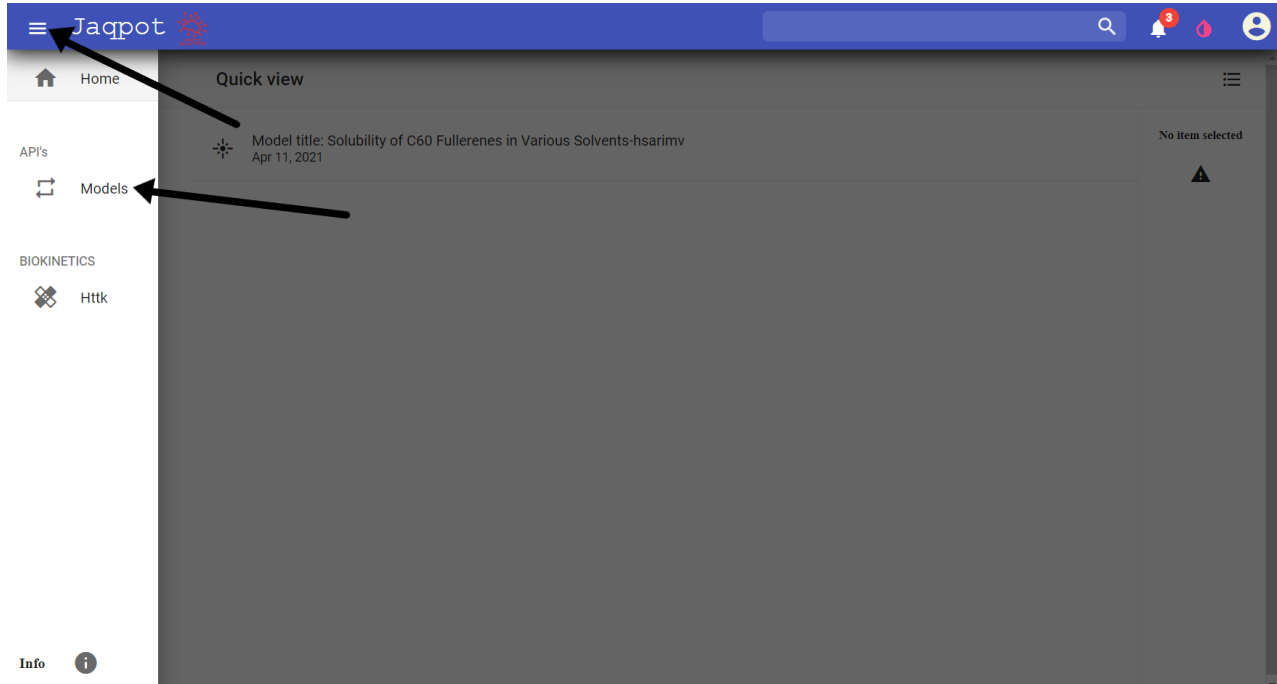 Jaqpot
3
Home
Quick view
Model title: Solubility of C60 Fullerenes in Various Solvents-hsarimv
Apr 11, 2021
No item selected
API's
Models
BIOKINETICS
Httk
Info